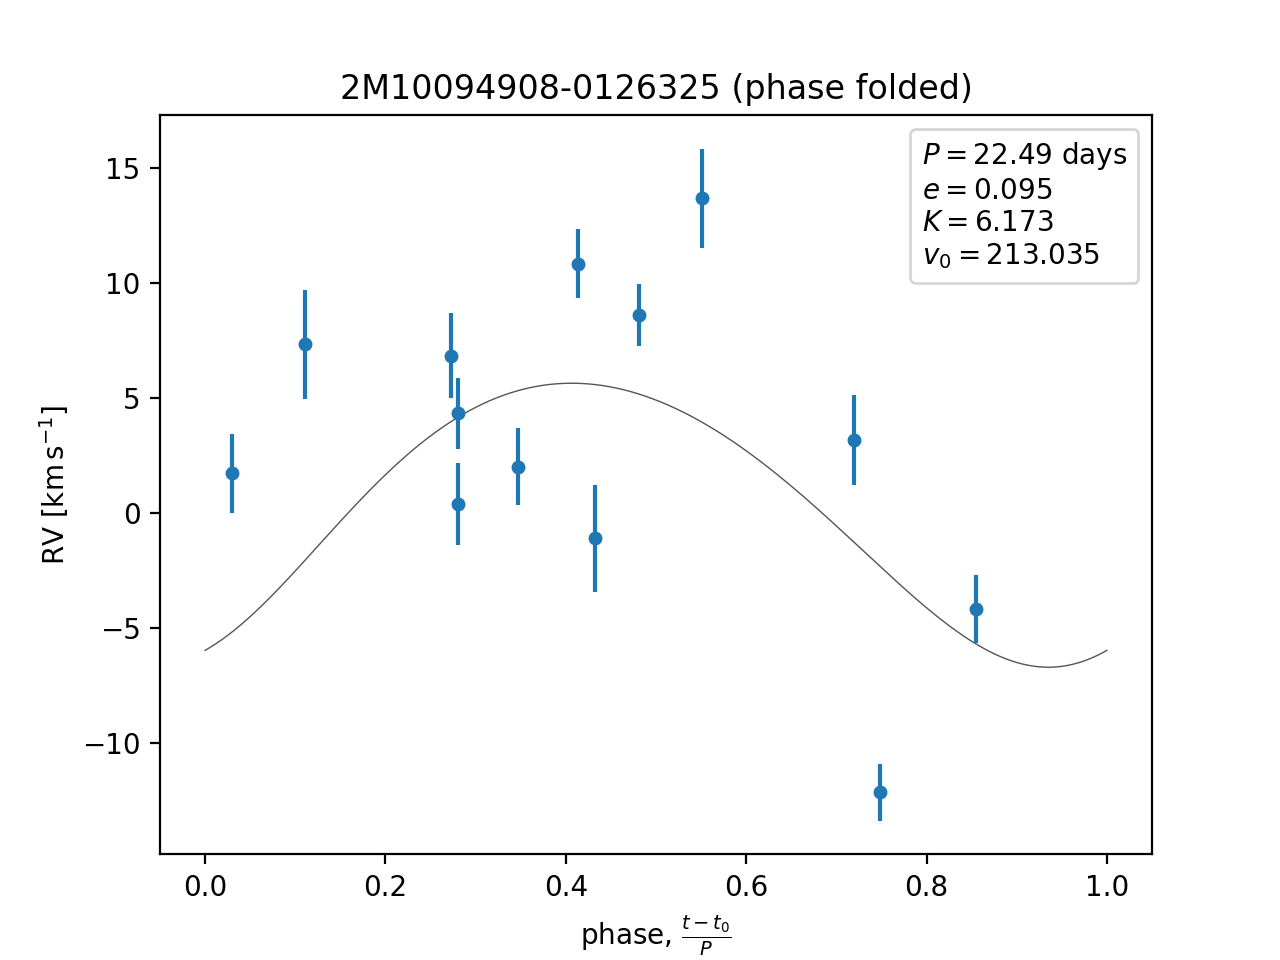 2M10094908-0126325 (phase folded)
P = 22.49 days
e = 0.095
K = 6.173
v₀ = 213.035
15
10
5
0
−5
−10
RV [km s⁻¹]
0.0 0.2 0.4 0.6 0.8 1.0
phase, (t − t₀)/P